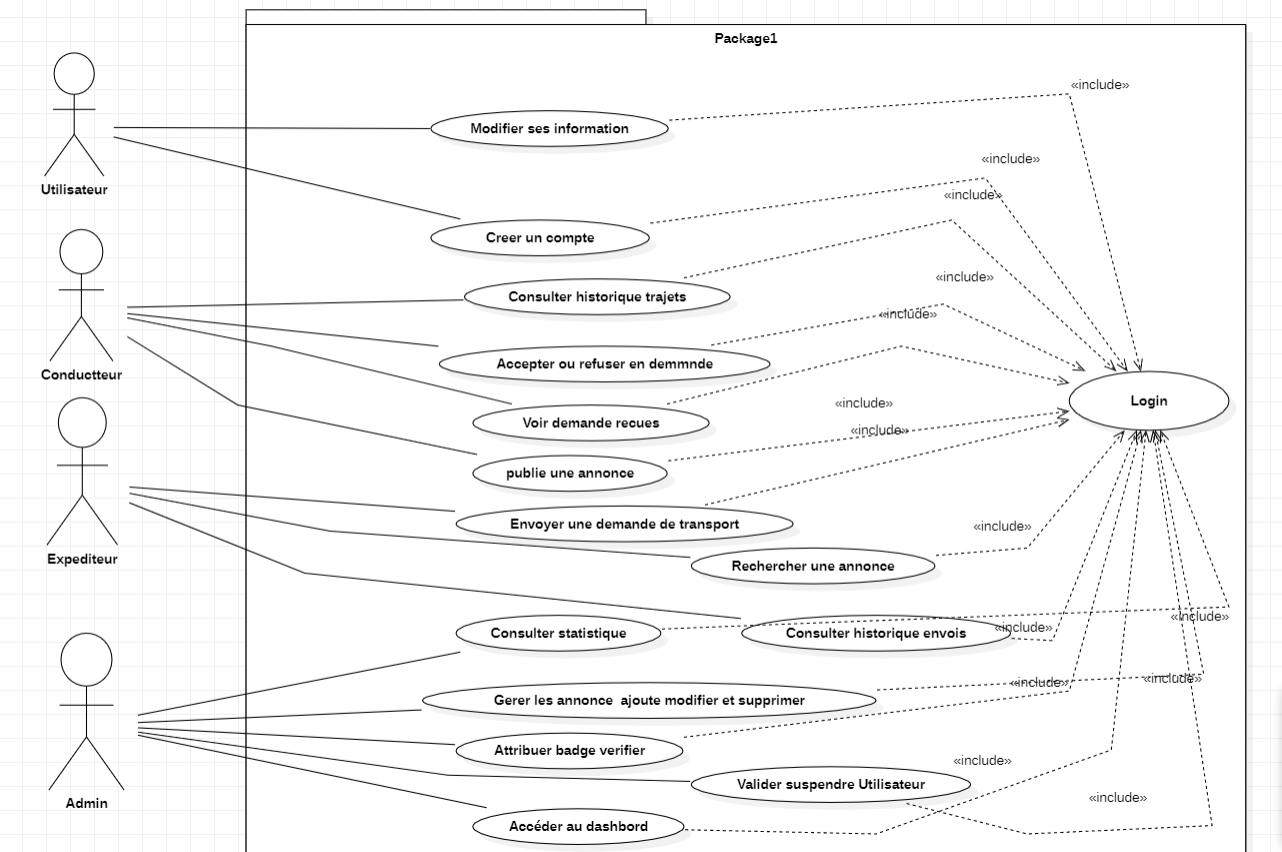 Package1
«include»
Modifier ses information
«include»
Utilisateur
«include»
Creer un compte
«include»
Consulter historique trajets
«include»
Accepter ou refuser en demmnde
Conductteur
Login
«include»
Voir demande recues
«include»
publie une annonce
Envoyer une demande de transport
«include»
Expediteur
Rechercher une annonce
«include»
Consulter statistique
Consulter historique envois
«include»
«include»
«include»
Gerer les annonce  ajoute modifier et supprimer
Attribuer badge verifier
«include»
Valider suspendre Utilisateur
«include»
Admin
Accéder au dashbord